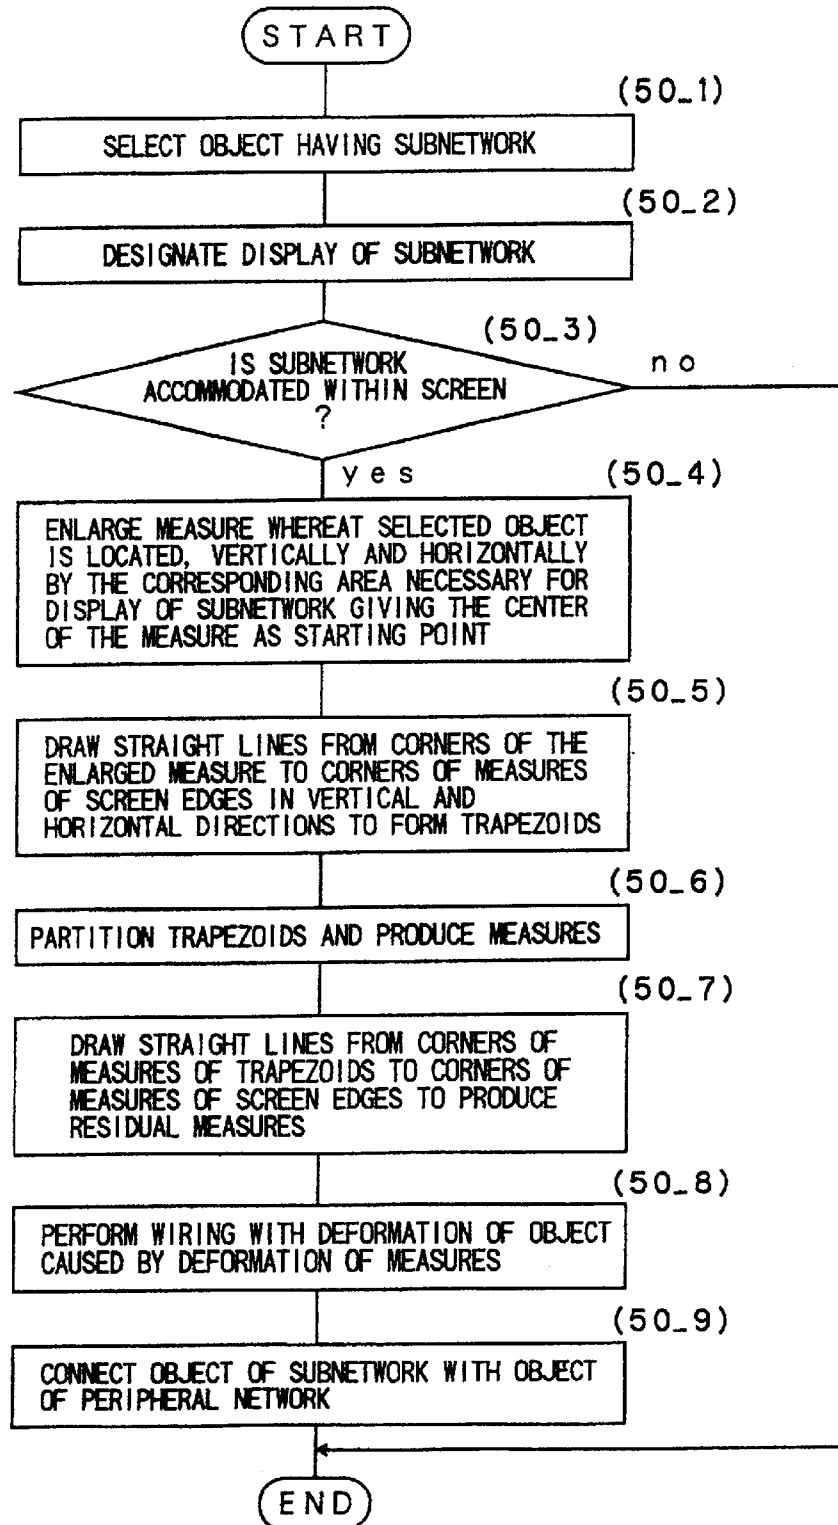 START
(50_1)
SELECT OBJECT HAVING SUBNETWORK
(50_2)
DESIGNATE DISPLAY OF SUBNETWORK
(50_3)
IS SUBNETWORK
ACCOMMODATED WITHIN SCREEN
?
no
yes
(50_4)
ENLARGE MEASURE WHEREAT SELECTED OBJECT
IS LOCATED, VERTICALLY AND HORIZONTALLY
BY THE CORRESPONDING AREA NECESSARY FOR
DISPLAY OF SUBNETWORK GIVING THE CENTER
OF THE MEASURE AS STARTING POINT
(50_5)
DRAW STRAIGHT LINES FROM CORNERS OF THE
ENLARGED MEASURE TO CORNERS OF MEASURES
OF SCREEN EDGES IN VERTICAL AND
HORIZONTAL DIRECTIONS TO FORM TRAPEZOIDS
(50_6)
PARTITION TRAPEZOIDS AND PRODUCE MEASURES
(50_7)
DRAW STRAIGHT LINES FROM CORNERS OF
MEASURES OF TRAPEZOIDS TO CORNERS OF
MEASURES OF SCREEN EDGES TO PRODUCE
RESIDUAL MEASURES
(50_8)
PERFORM WIRING WITH DEFORMATION OF OBJECT
CAUSED BY DEFORMATION OF MEASURES
(50_9)
CONNECT OBJECT OF SUBNETWORK WITH OBJECT
OF PERIPHERAL NETWORK
END